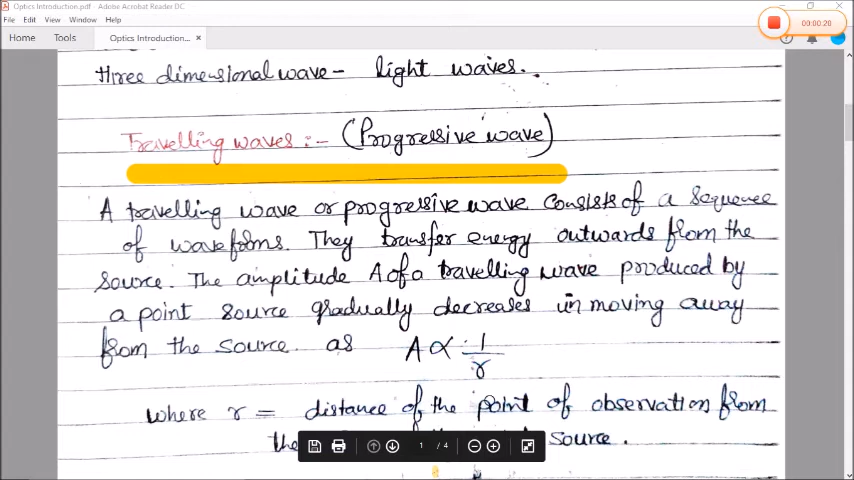 Optics Introduction.pdf - Adobe Acrobat Reader DC
File Edit View Window Help
00:00:20
Home Tools Optics Introduction... ×
three dimensional wave - light waves.
Travelling waves :- (Progressive wave)
A travelling wave or progressive wave consists of a sequence
of waveforms. They transfer energy outwards from the
source. The amplitude A of a travelling wave produced by
a point source gradually decreases in moving away
from the source as A ∝ 1/r
where r = distance of the point of observation from
the source.
1 / 4